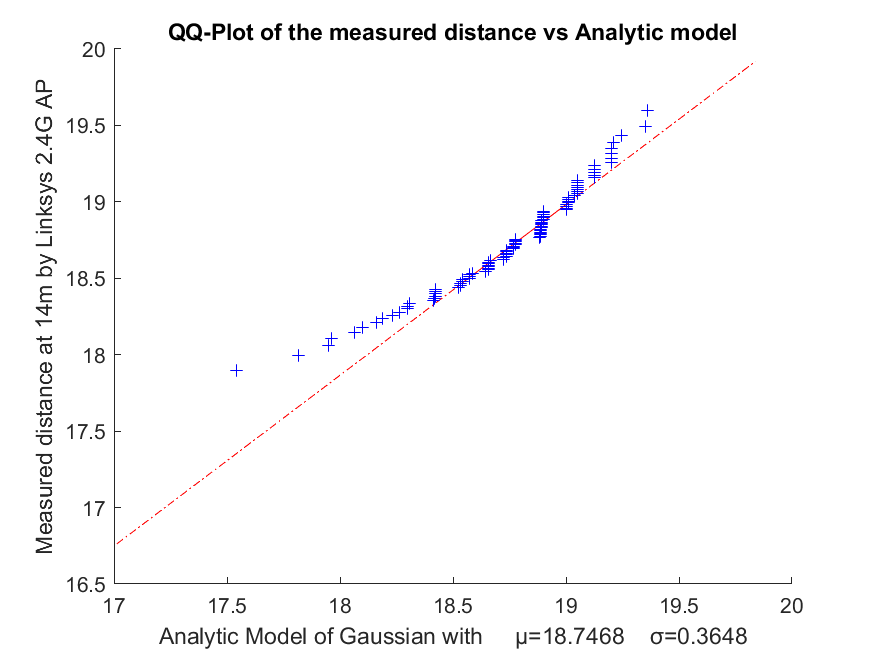 QQ-Plot of the measured distance vs Analytic model
Measured distance at 14m by Linksys 2.4G AP
20
19.5
19
18.5
18
17.5
17
16.5
17 17.5 18 18.5 19 19.5 20
Analytic Model of Gaussian with μ=18.7468 σ=0.3648